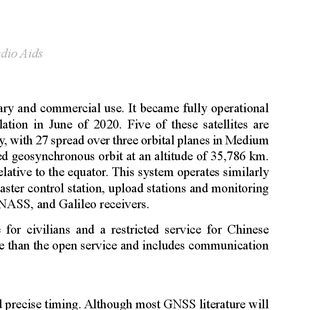 dio Aids
ary and commercial use. It became fully operational
lation in June of 2020. Five of these satellites are
y, with 27 spread over three orbital planes in Medium
ed geosynchronous orbit at an altitude of 35,786 km.
elative to the equator. This system operates similarly
aster control station, upload stations and monitoring
NASS, and Galileo receivers.
for civilians and a restricted service for Chinese
e than the open service and includes communication
d precise timing. Although most GNSS literature will